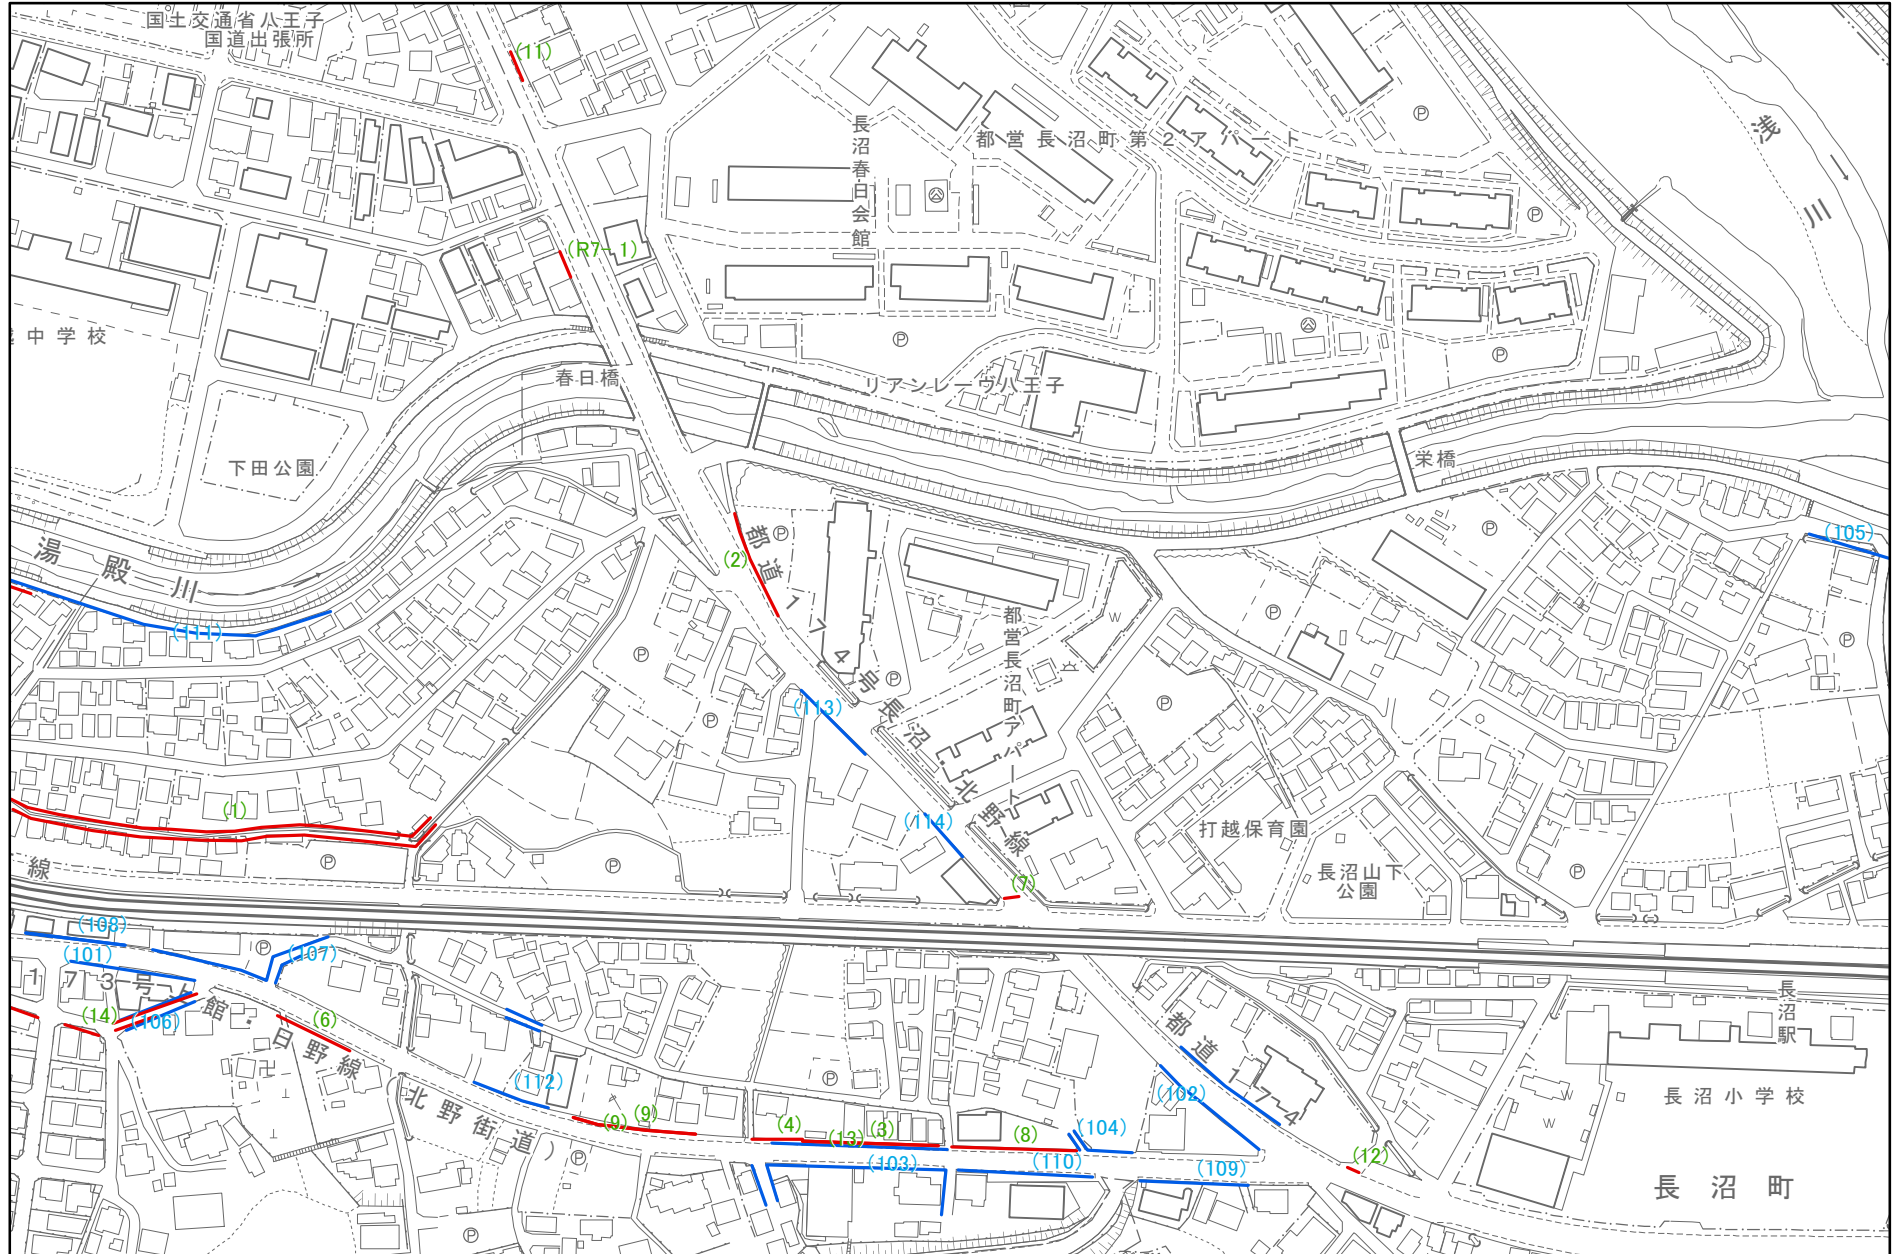 国土交通省八王子
国道出張所
(11)
長沼春日会館
都営長沼町第2アパート
浅川
(R7-1)
中学校
春日橋
リアンレーヴ八王子
下田公園
栄橋
湯殿川
(2)
都道174号長沼・北野線
(105)
(111)
都営長沼町アパート
(113)
(1)
(114)
打越保育園
長沼山下
公園
(7)
線
(108)
(101)
(107)
173号八館・日野線(北野街道)
(14)
(106)
(6)
(112)
(9)
(9)
(4)
(13)
(3)
(8)
(104)
(103)
(110)
(109)
(102)
都道174
(12)
長沼駅
長沼小学校
長沼町